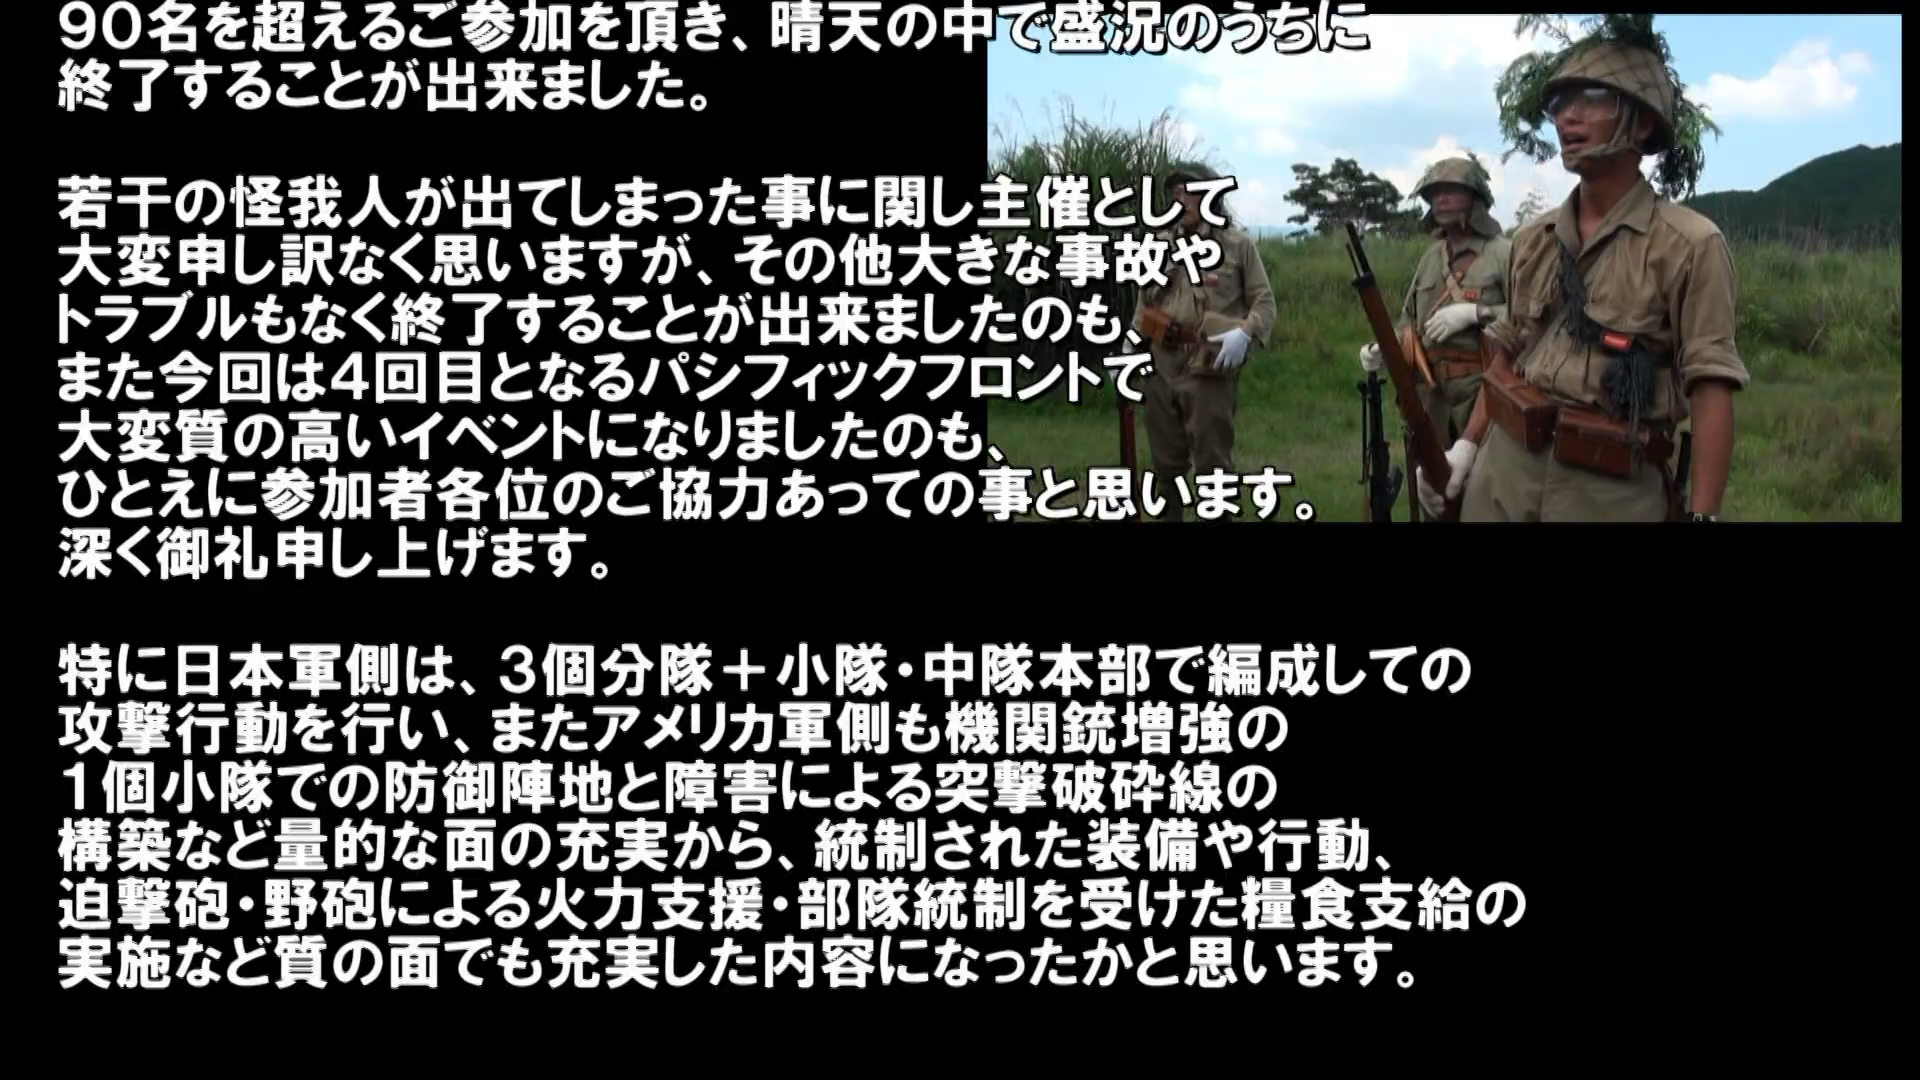 ９０名を超えるご参加を頂き、晴天の中で盛況のうちに
終了することが出来ました。
若干の怪我人が出てしまった事に関し主催として
大変申し訳なく思いますが、その他大きな事故や
トラブルもなく終了することが出来ましたのも、
また今回は４回目となるパシフィックフロントで
大変質の高いイベントになりましたのも、
ひとえに参加者各位のご協力あっての事と思います。
深く御礼申し上げます。
特に日本軍側は、３個分隊＋小隊・中隊本部で編成しての
攻撃行動を行い、またアメリカ軍側も機関銃増強の
１個小隊での防御陣地と障害による突撃破砕線の
構築など量的な面の充実から、統制された装備や行動、
迫撃砲・野砲による火力支援・部隊統制を受けた糧食支給の
実施など質の面でも充実した内容になったかと思います。